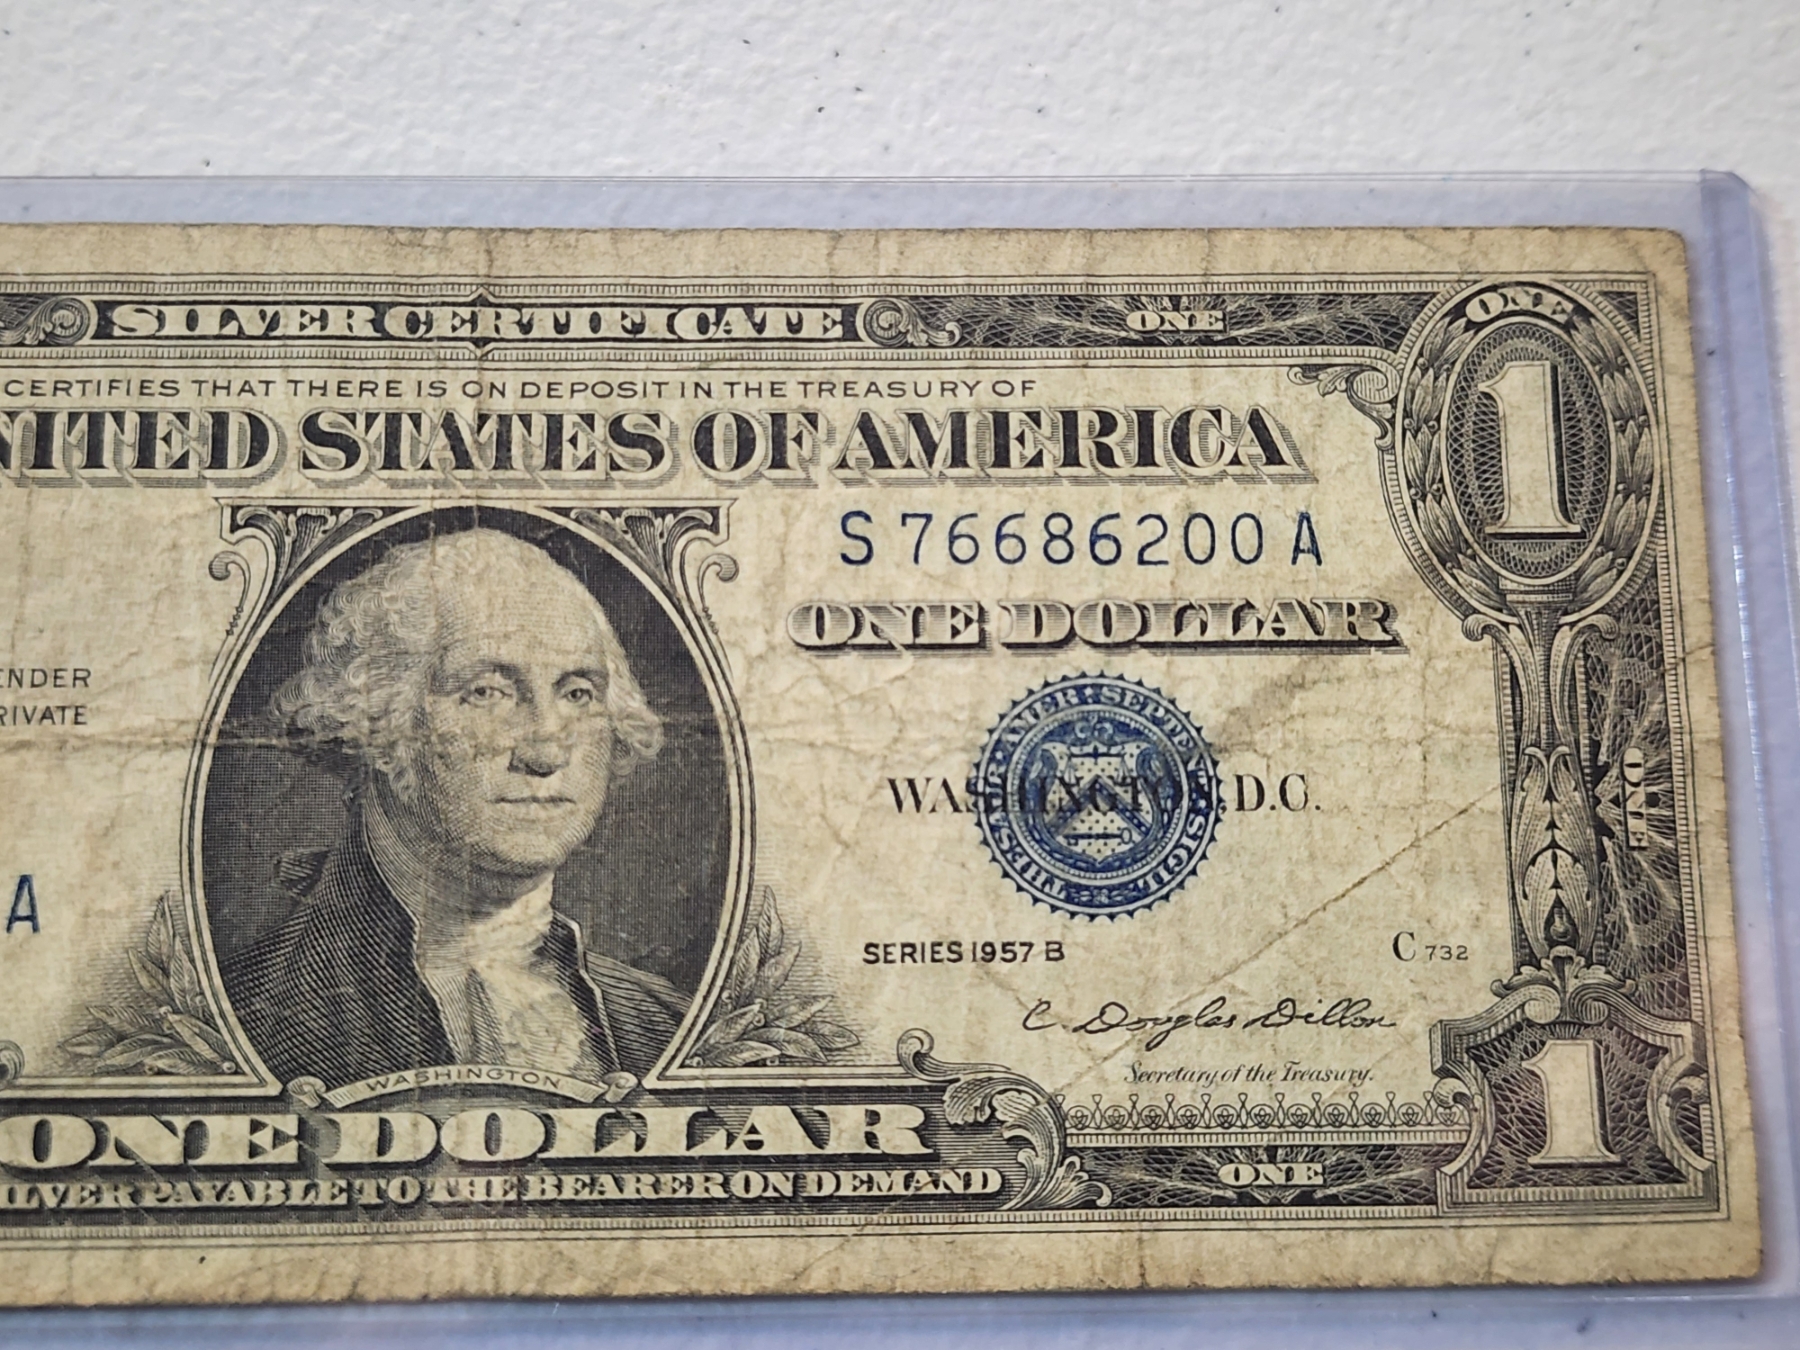 SILVER CERTIFICATE
ONE
ONE
CERTIFIES THAT THERE IS ON DEPOSIT IN THE TREASURY OF
NITED STATES OF AMERICA
1
S 76686200 A
ONE DOLLAR
ENDER
RIVATE
WASHINGTON, D.C.
ONE
A
SERIES 1957 B
C 732
C. Douglas Dillon
Secretary of the Treasury.
WASHINGTON
1
ONE DOLLAR
ILVER PAYABLE TO THE BEARER ON DEMAND
ONE